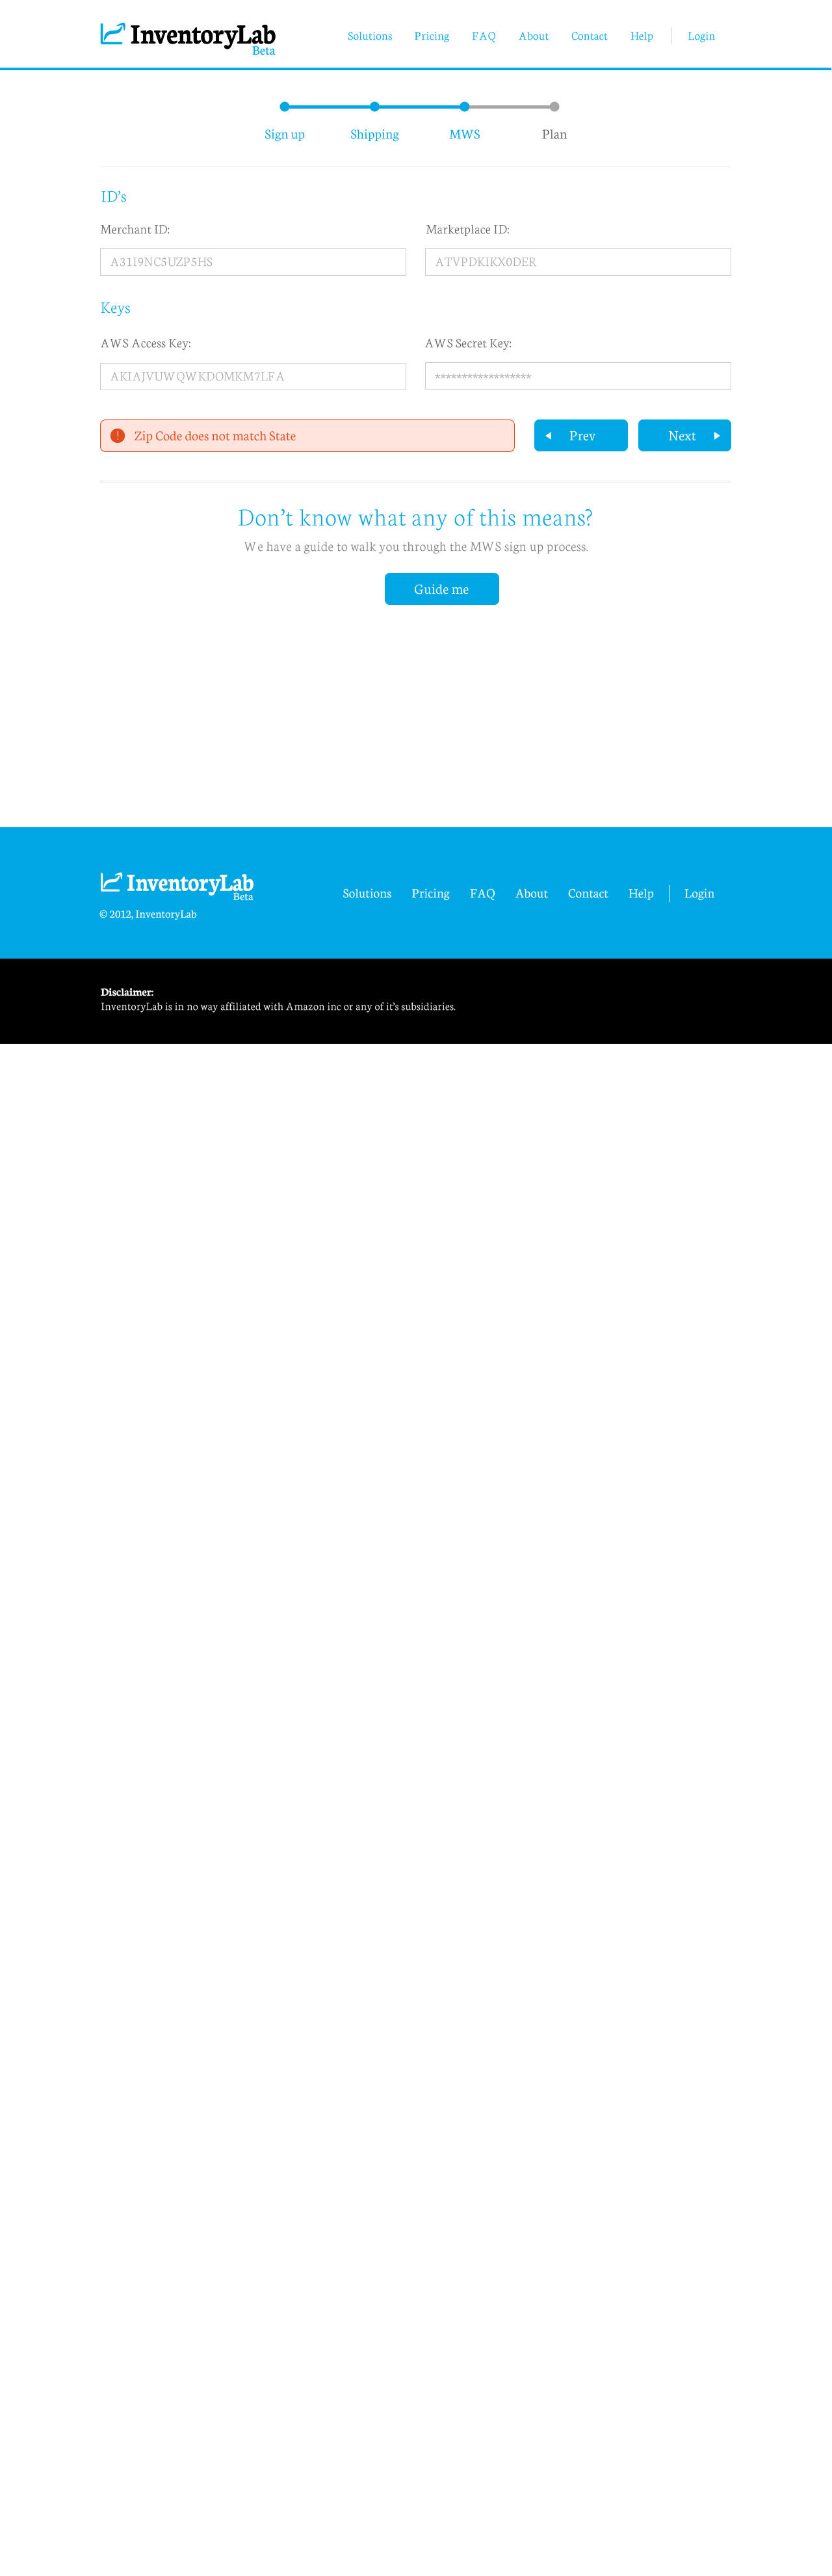 InventoryLab
Beta
Solutions Pricing FAQ About Contact Help Login
Sign up Shipping MWS Plan
ID's
Merchant ID: Marketplace ID:
A31I9NC5UZP5HS ATVPDKIKX0DER
Keys
AWS Access Key: AWS Secret Key:
AKIAJVUWQWKDOMKM7LFA ******************
! Zip Code does not match State Prev Next
Don't know what any of this means?
We have a guide to walk you through the MWS sign up process.
Guide me
InventoryLab
Beta
Solutions Pricing FAQ About Contact Help Login
© 2012, InventoryLab
Disclaimer:
InventoryLab is in no way affiliated with Amazon inc or any of it's subsidiaries.